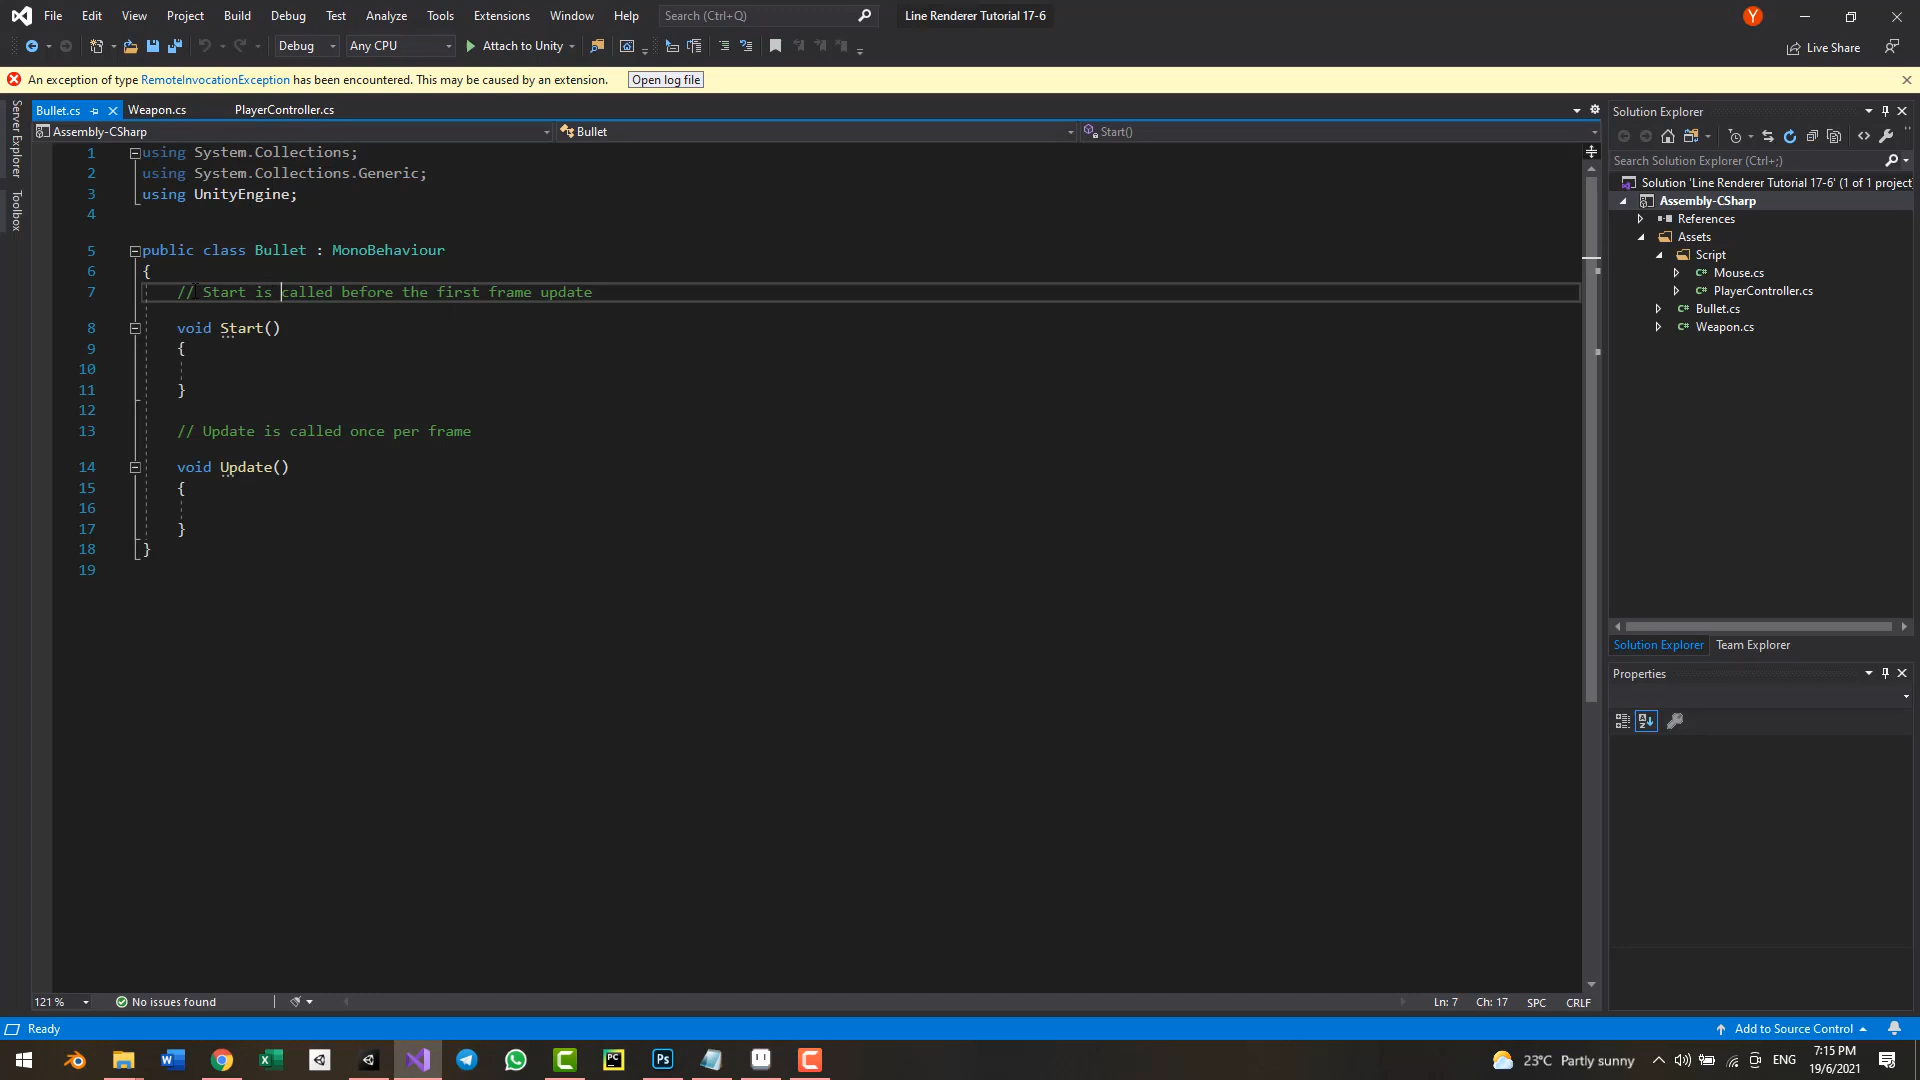 File Edit View Project Build Debug Test Analyze Tools Extensions Window Help Search (Ctrl+Q) Line Renderer Tutorial 17-6 Y
Debug Any CPU Attach to Unity Live Share
An exception of type RemoteInvocationException has been encountered. This may be caused by an extension. Open log file
Server Explorer
Toolbox
Bullet.cs Weapon.cs PlayerController.cs
Assembly-CSharp Bullet Start()
1 using System.Collections;
2 using System.Collections.Generic;
3 using UnityEngine;
4
5 public class Bullet : MonoBehaviour
6 {
7 // Start is called before the first frame update
8 void Start()
9 {
10
11 }
12
13 // Update is called once per frame
14 void Update()
15 {
16
17 }
18 }
19
Solution Explorer
Search Solution Explorer (Ctrl+;)
Solution 'Line Renderer Tutorial 17-6' (1 of 1 project)
Assembly-CSharp
References
Assets
Script
C# Mouse.cs
C# PlayerController.cs
C# Bullet.cs
C# Weapon.cs
Solution Explorer Team Explorer
Properties
121 % No issues found Ln: 7 Ch: 17 SPC CRLF
Ready Add to Source Control
PC Ps 23°C Partly sunny ENG 7:15 PM
19/6/2021